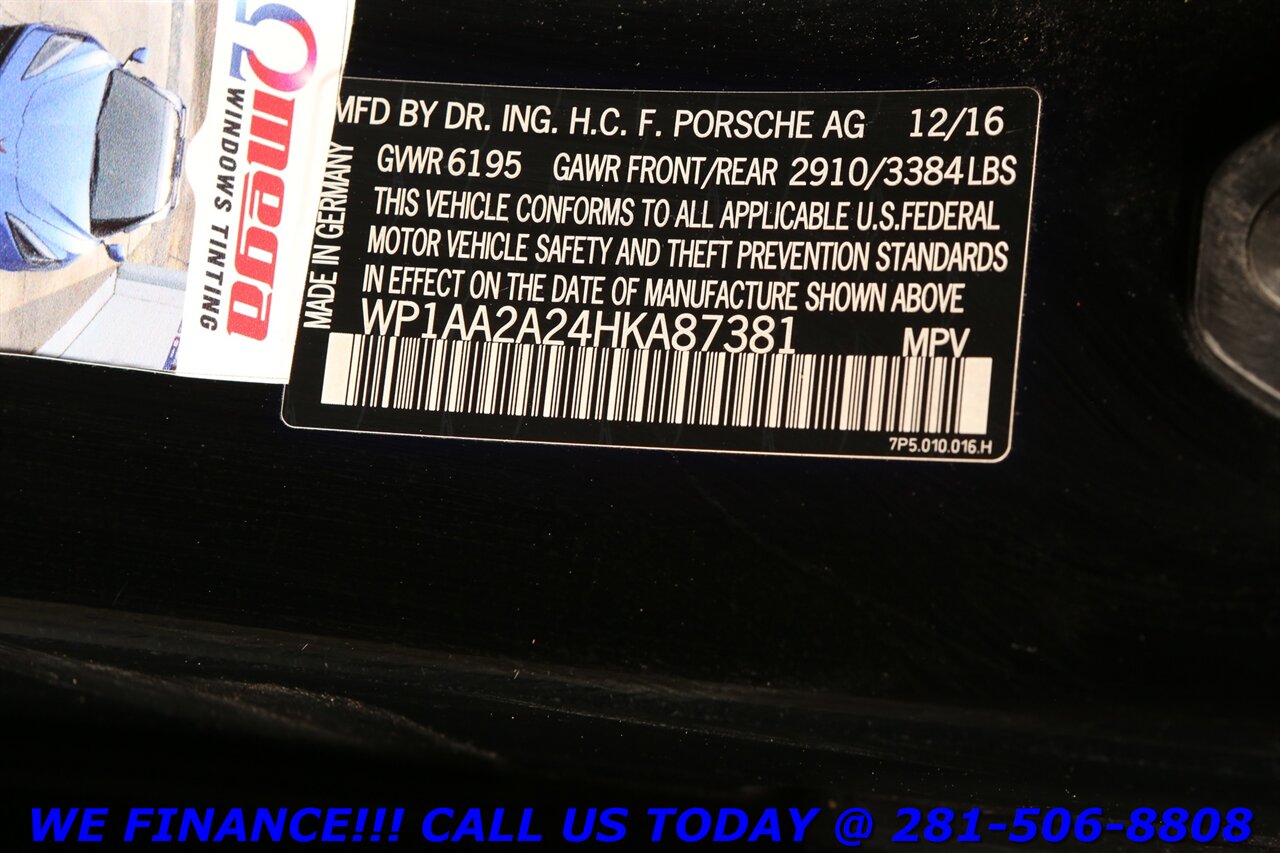 Omega
WINDOWS TINTING
MFD BY DR. ING. H.C. F. PORSCHE AG 12/16
GVWR 6195 GAWR FRONT/REAR 2910/3384 LBS
THIS VEHICLE CONFORMS TO ALL APPLICABLE U.S.FEDERAL
MOTOR VEHICLE SAFETY AND THEFT PREVENTION STANDARDS
IN EFFECT ON THE DATE OF MANUFACTURE SHOWN ABOVE
MADE IN GERMANY
WP1AA2A24HKA87381 MPV
7P5.010.016.H
WE FINANCE!!! CALL US TODAY @ 281-506-8808